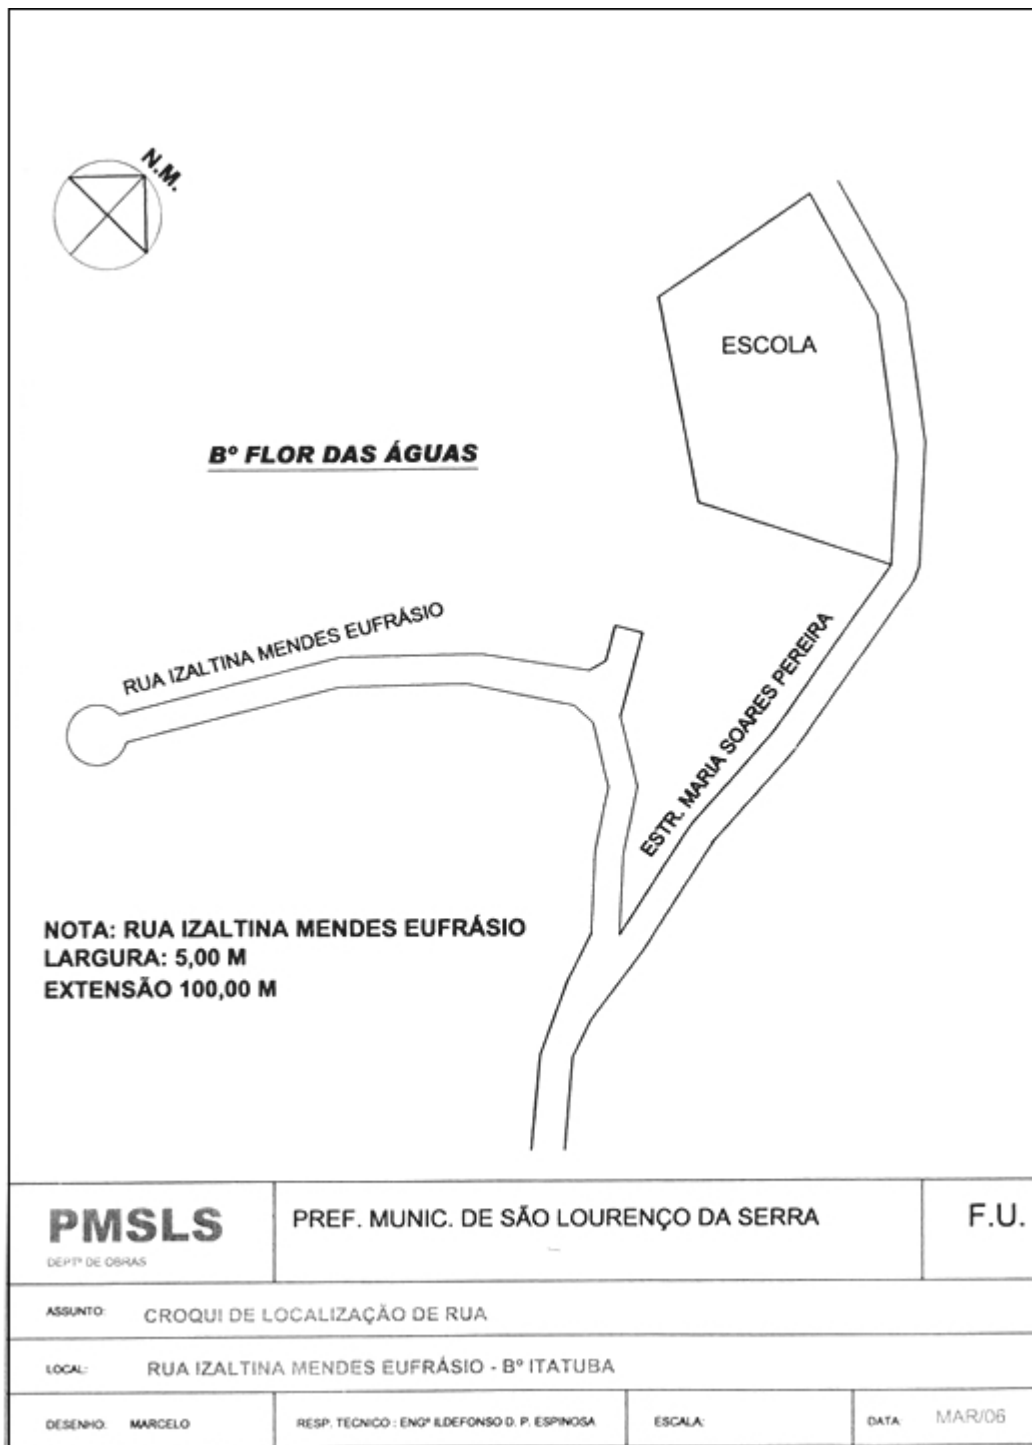 N.M.
ESCOLA
Bº FLOR DAS ÁGUAS
RUA IZALTINA MENDES EUFRÁSIO
ESTR. MARIA SOARES PEREIRA
NOTA: RUA IZALTINA MENDES EUFRÁSIO
LARGURA: 5,00 M
EXTENSÃO 100,00 M
PMSLS
DEPTº DE OBRAS
PREF. MUNIC. DE SÃO LOURENÇO DA SERRA
F.U.
ASSUNTO: CROQUI DE LOCALIZAÇÃO DE RUA
LOCAL: RUA IZALTINA MENDES EUFRÁSIO - Bº ITATUBA
DESENHO: MARCELO
RESP. TECNICO : ENGº ILDEFONSO D. P. ESPINOSA
ESCALA:
DATA: MAR/06